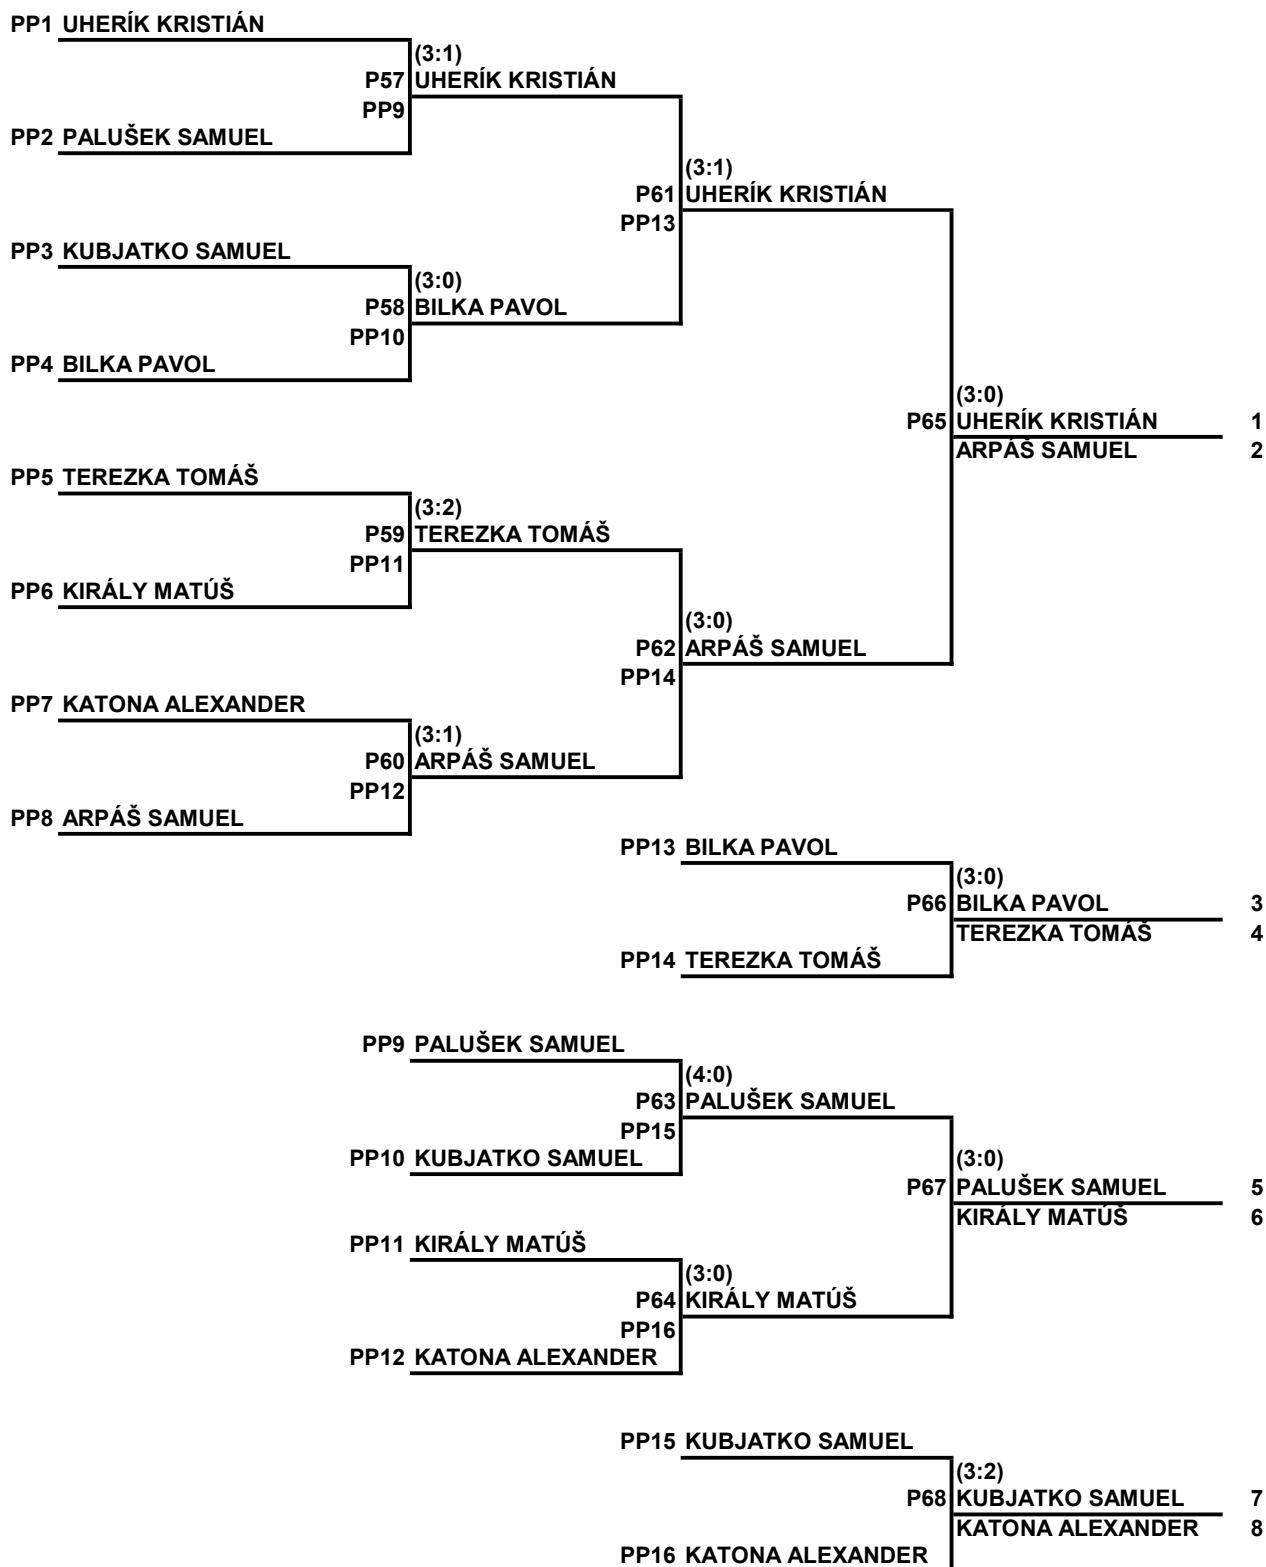 PP1 UHERÍK KRISTIÁN
(3:1)
P57 UHERÍK KRISTIÁN
PP9
PP2 PALUŠEK SAMUEL
(3:1)
P61 UHERÍK KRISTIÁN
PP13
PP3 KUBJATKO SAMUEL
(3:0)
P58 BILKA PAVOL
PP10
PP4 BILKA PAVOL
(3:0)
P65 UHERÍK KRISTIÁN 1
ARPÁŠ SAMUEL 2
PP5 TEREZKA TOMÁŠ
(3:2)
P59 TEREZKA TOMÁŠ
PP11
PP6 KIRÁLY MATÚŠ
(3:0)
P62 ARPÁŠ SAMUEL
PP14
PP7 KATONA ALEXANDER
(3:1)
P60 ARPÁŠ SAMUEL
PP12
PP8 ARPÁŠ SAMUEL
PP13 BILKA PAVOL
(3:0)
P66 BILKA PAVOL 3
TEREZKA TOMÁŠ 4
PP14 TEREZKA TOMÁŠ
PP9 PALUŠEK SAMUEL
(4:0)
P63 PALUŠEK SAMUEL
PP15
PP10 KUBJATKO SAMUEL
(3:0)
P67 PALUŠEK SAMUEL 5
KIRÁLY MATÚŠ 6
PP11 KIRÁLY MATÚŠ
(3:0)
P64 KIRÁLY MATÚŠ
PP16
PP12 KATONA ALEXANDER
PP15 KUBJATKO SAMUEL
(3:2)
P68 KUBJATKO SAMUEL 7
KATONA ALEXANDER 8
PP16 KATONA ALEXANDER